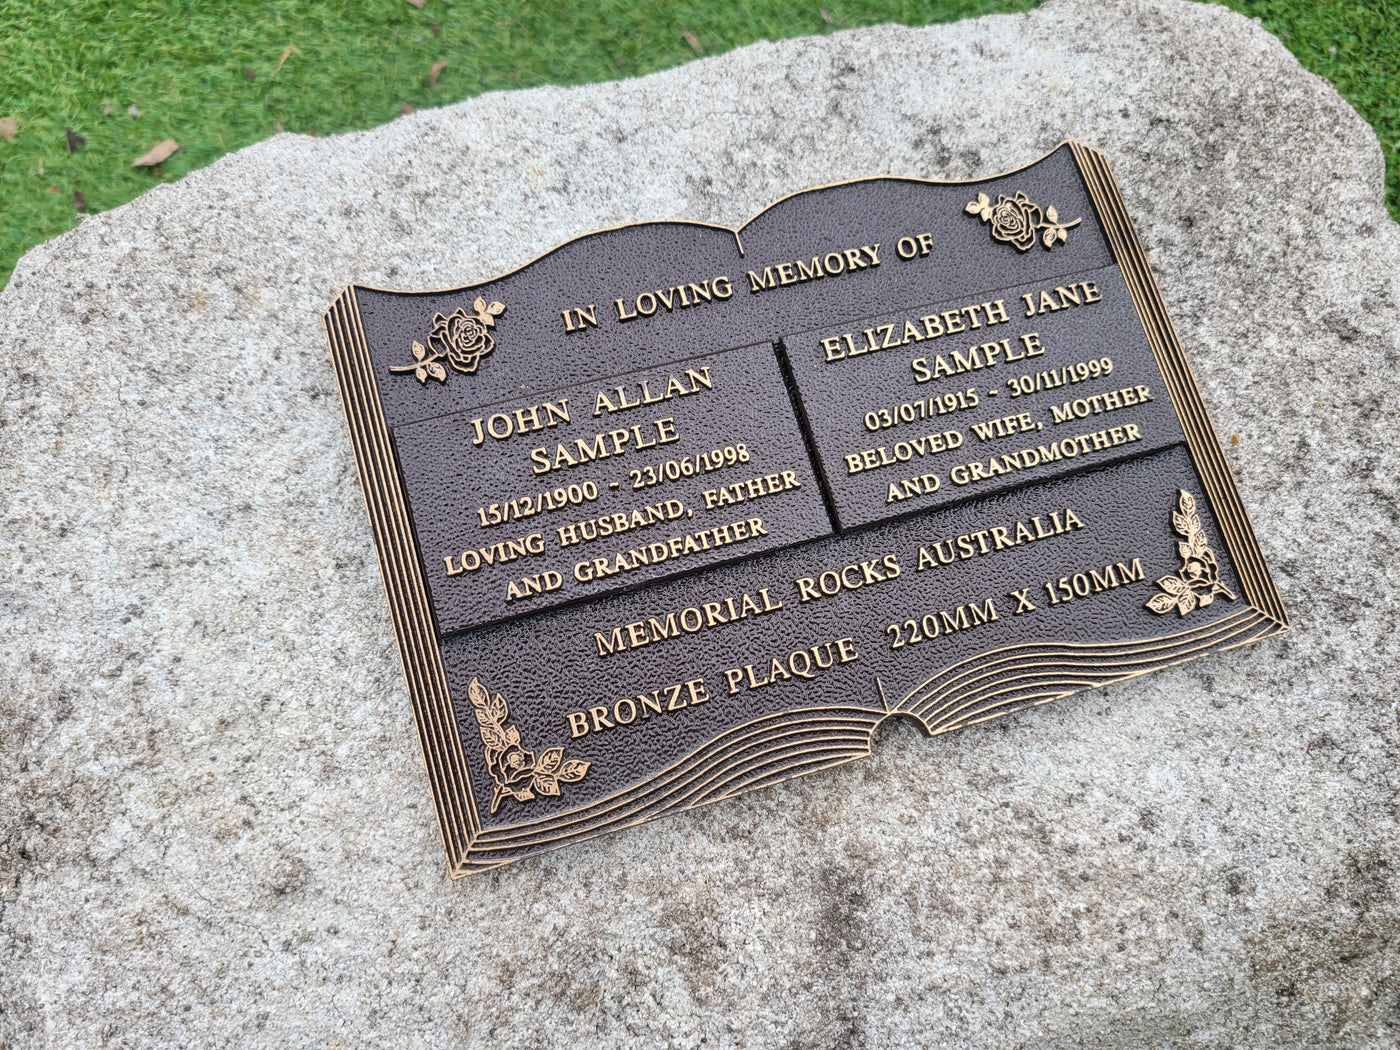 IN LOVING MEMORY OF
JOHN ALLAN
SAMPLE
15/12/1900 - 23/06/1998
LOVING HUSBAND, FATHER
AND GRANDFATHER
ELIZABETH JANE
SAMPLE
03/07/1915 - 30/11/1999
BELOVED WIFE, MOTHER
AND GRANDMOTHER
MEMORIAL ROCKS AUSTRALIA
BRONZE PLAQUE 220MM X 150MM